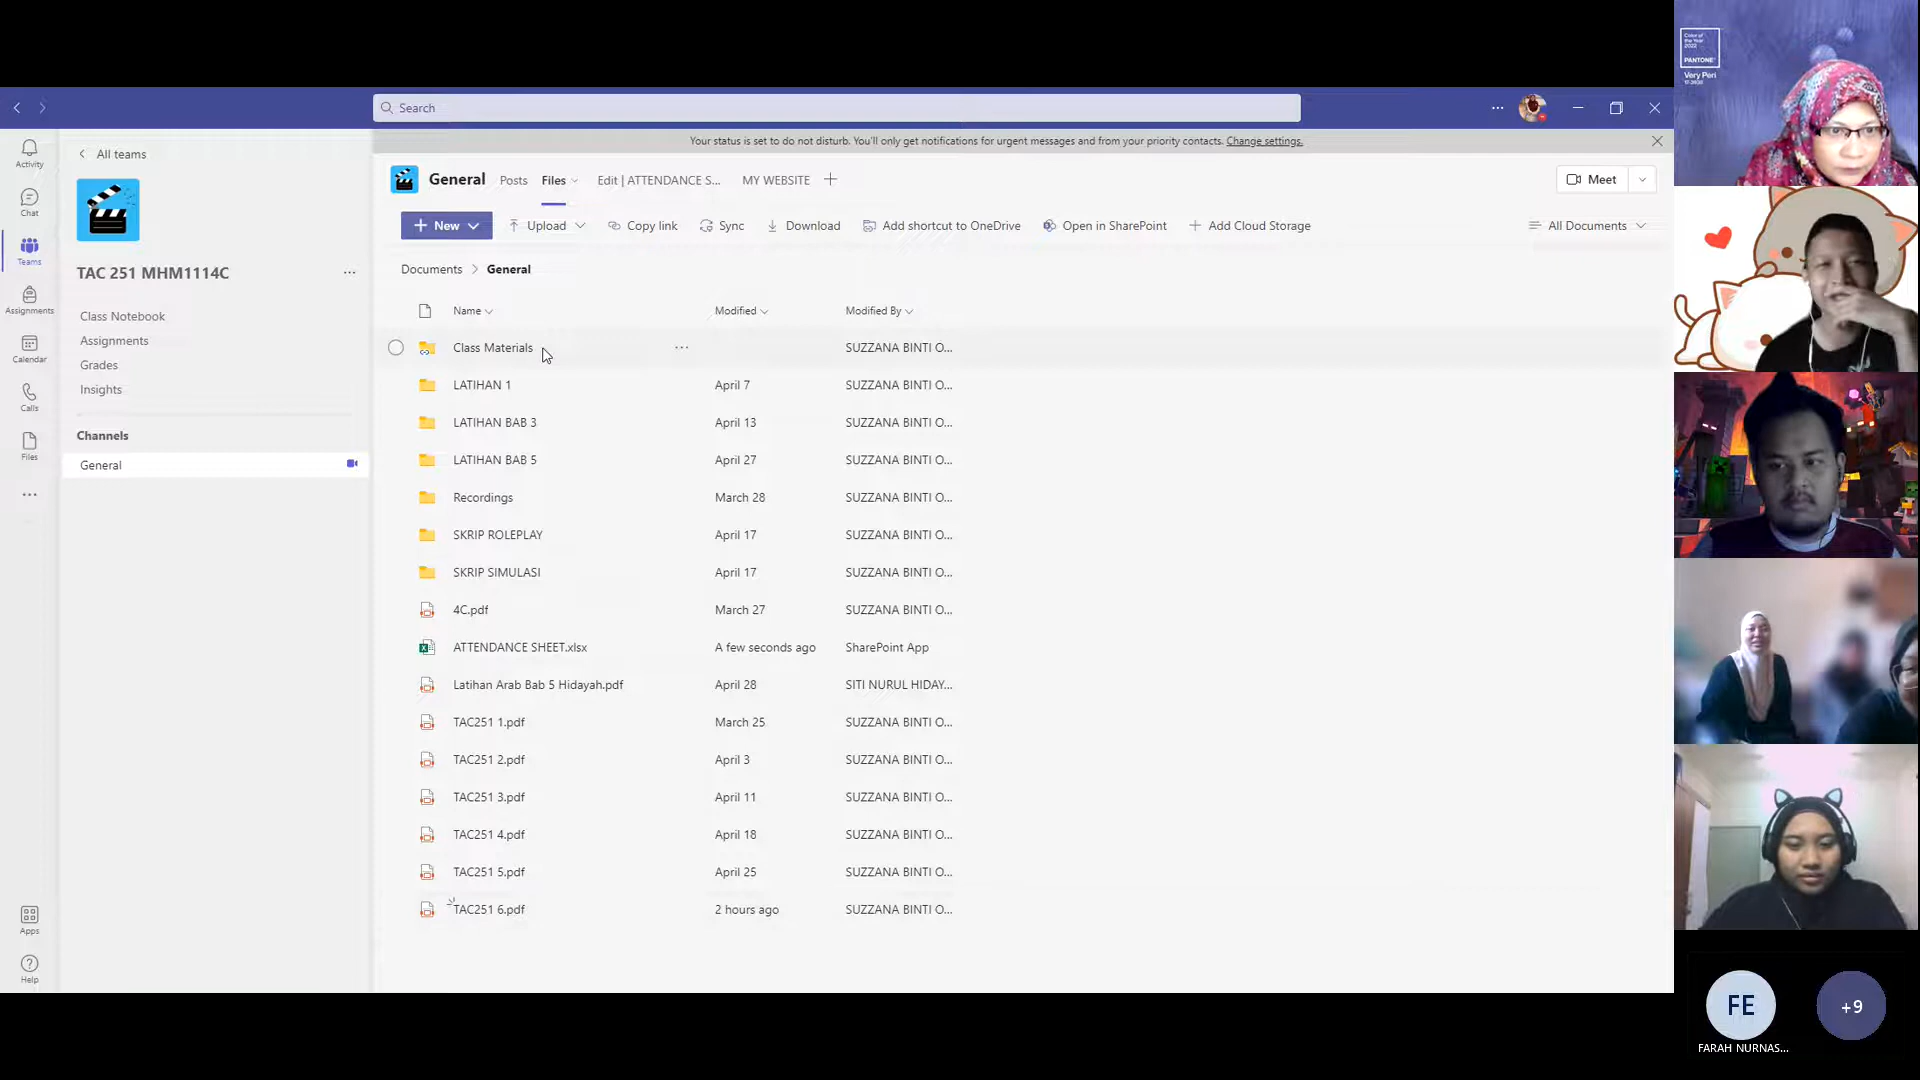 Search
Your status is set to do not disturb. You'll only get notifications for urgent messages and from your priority contacts. Change settings.
Activity
Chat
Teams
Assignments
Calendar
Calls
Files
Apps
Help
All teams
TAC 251 MHM1114C
Class Notebook
Assignments
Grades
Insights
Channels
General
General Posts Files Edit | ATTENDANCE S... MY WEBSITE Meet
New Upload Copy link Sync Download Add shortcut to OneDrive Open in SharePoint Add Cloud Storage All Documents
Documents > General
Name Modified Modified By
Class Materials SUZZANA BINTI O...
LATIHAN 1 April 7 SUZZANA BINTI O...
LATIHAN BAB 3 April 13 SUZZANA BINTI O...
LATIHAN BAB 5 April 27 SUZZANA BINTI O...
Recordings March 28 SUZZANA BINTI O...
SKRIP ROLEPLAY April 17 SUZZANA BINTI O...
SKRIP SIMULASI April 17 SUZZANA BINTI O...
4C.pdf March 27 SUZZANA BINTI O...
ATTENDANCE SHEET.xlsx A few seconds ago SharePoint App
Latihan Arab Bab 5 Hidayah.pdf April 28 SITI NURUL HIDAY...
TAC251 1.pdf March 25 SUZZANA BINTI O...
TAC251 2.pdf April 3 SUZZANA BINTI O...
TAC251 3.pdf April 11 SUZZANA BINTI O...
TAC251 4.pdf April 18 SUZZANA BINTI O...
TAC251 5.pdf April 25 SUZZANA BINTI O...
TAC251 6.pdf 2 hours ago SUZZANA BINTI O...
Color of
the Year
2022
PANTONE
Very Peri
FE
+9
FARAH NURNAS...